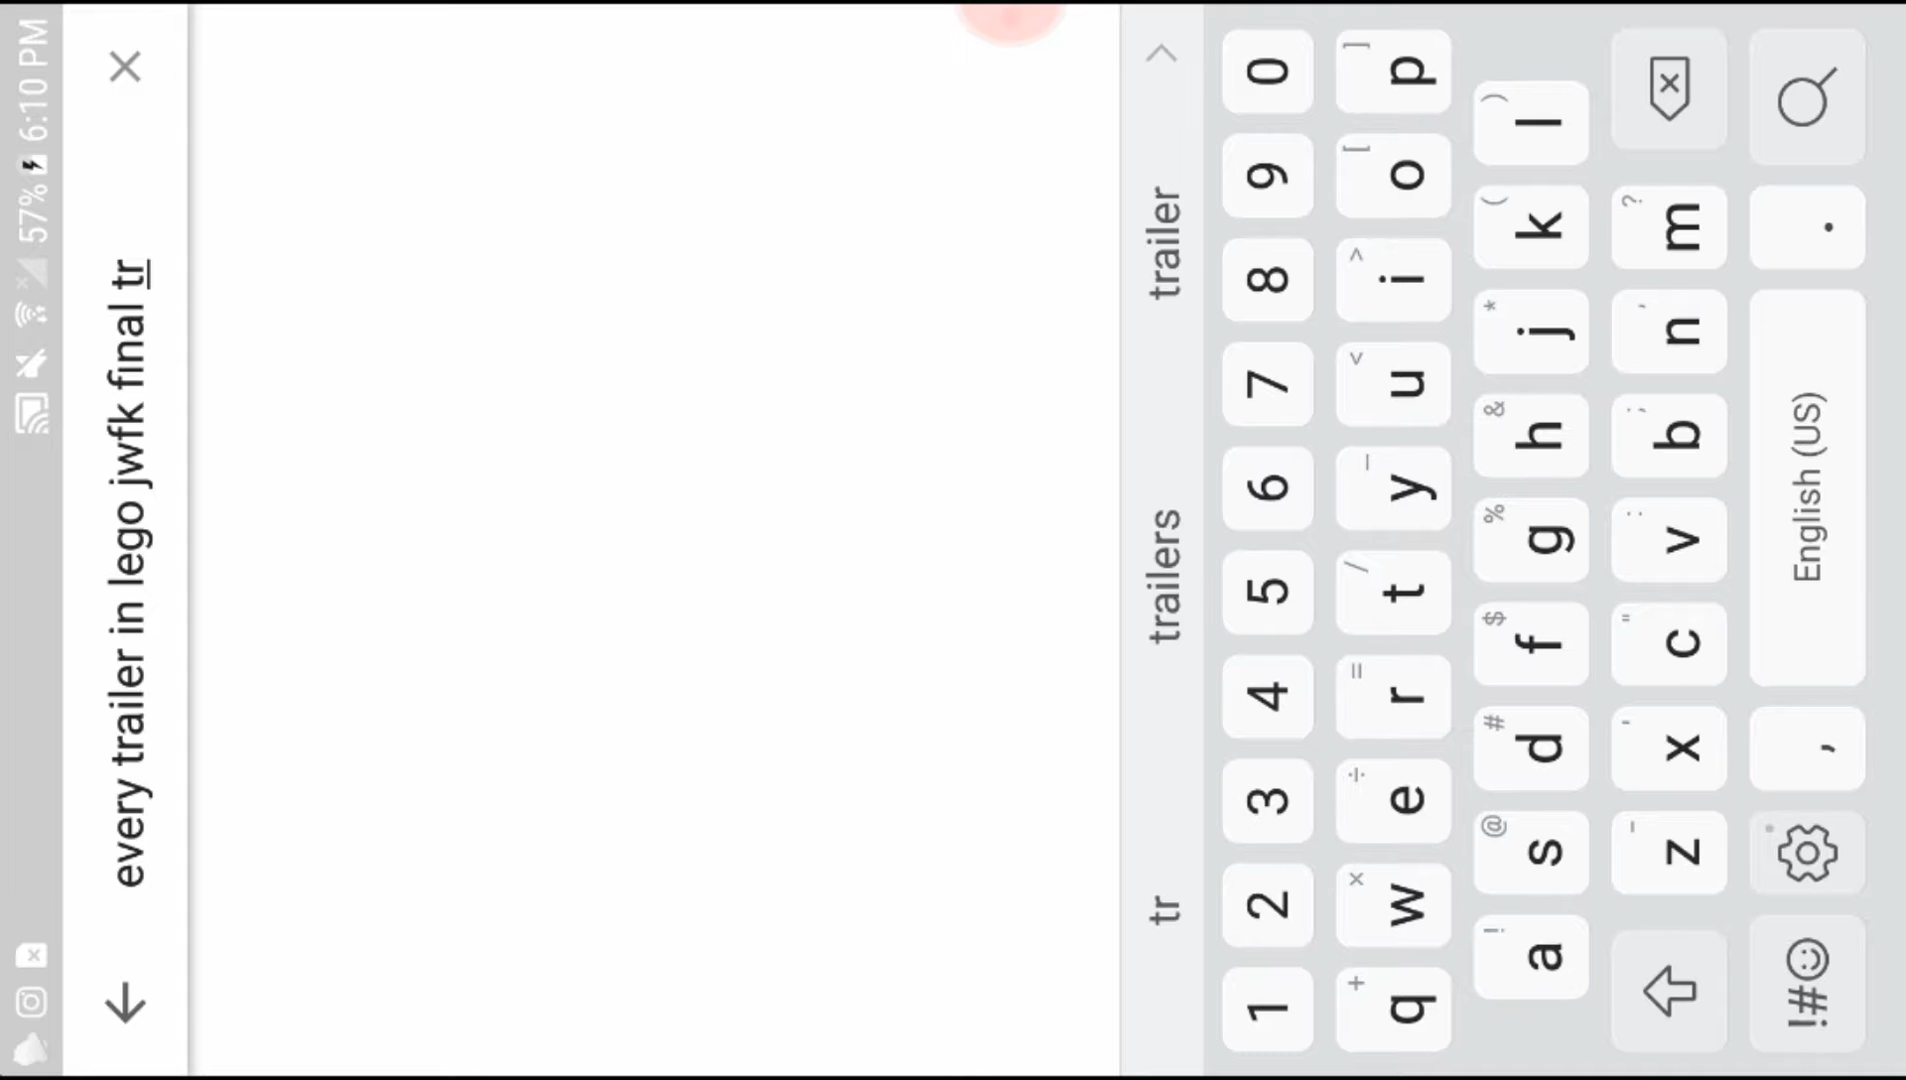 57% 6:10 PM
every trailer in lego jwfk final tr
tr trailers trailer
1 2 3 4 5 6 7 8 9 0
+ × ÷ = / _ < > [ ]
q w e r t y u i o p
! @ # $ % & * ( )
a s d f g h j k l
- ' " : ; , ?
z x c v b n m
!#☺ , English (US) .